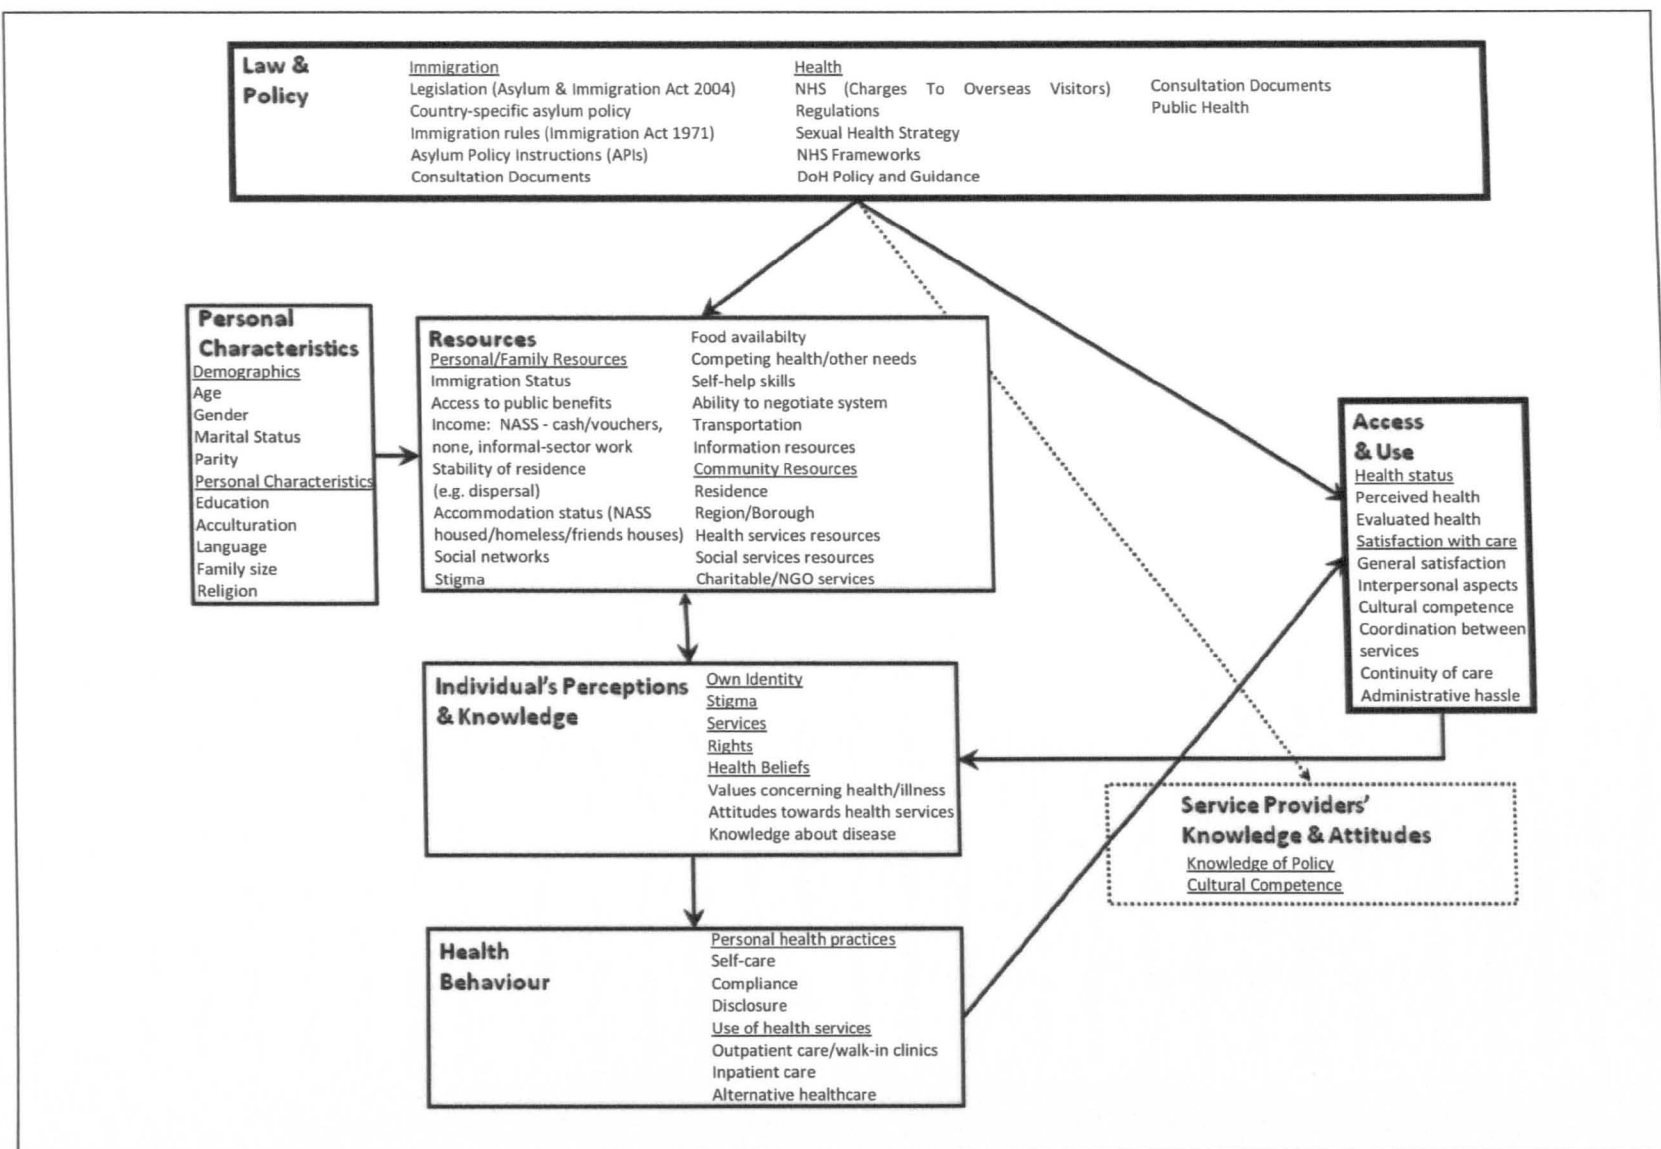 Law &
Policy
Immigration
Legislation (Asylum & Immigration Act 2004)
Country-specific asylum policy
Immigration rules (Immigration Act 1971)
Asylum Policy Instructions (APIs)
Consultation Documents
Health
NHS (Charges To Overseas Visitors)
Regulations
Sexual Health Strategy
NHS Frameworks
DoH Policy and Guidance
Consultation Documents
Public Health
Personal
Characteristics
Demographics
Age
Gender
Marital Status
Parity
Personal Characteristics
Education
Acculturation
Language
Family size
Religion
Resources
Personal/Family Resources
Immigration Status
Access to public benefits
Income: NASS - cash/vouchers,
none, informal-sector work
Stability of residence
(e.g. dispersal)
Accommodation status (NASS
housed/homeless/friends houses)
Social networks
Stigma
Food availabilty
Competing health/other needs
Self-help skills
Ability to negotiate system
Transportation
Information resources
Community Resources
Residence
Region/Borough
Health services resources
Social services resources
Charitable/NGO services
Access
& Use
Health status
Perceived health
Evaluated health
Satisfaction with care
General satisfaction
Interpersonal aspects
Cultural competence
Coordination between
services
Continuity of care
Administrative hassle
Individual's Perceptions
& Knowledge
Own Identity
Stigma
Services
Rights
Health Beliefs
Values concerning health/illness
Attitudes towards health services
Knowledge about disease
Service Providers'
Knowledge & Attitudes
Knowledge of Policy
Cultural Competence
Health
Behaviour
Personal health practices
Self-care
Compliance
Disclosure
Use of health services
Outpatient care/walk-in clinics
Inpatient care
Alternative healthcare